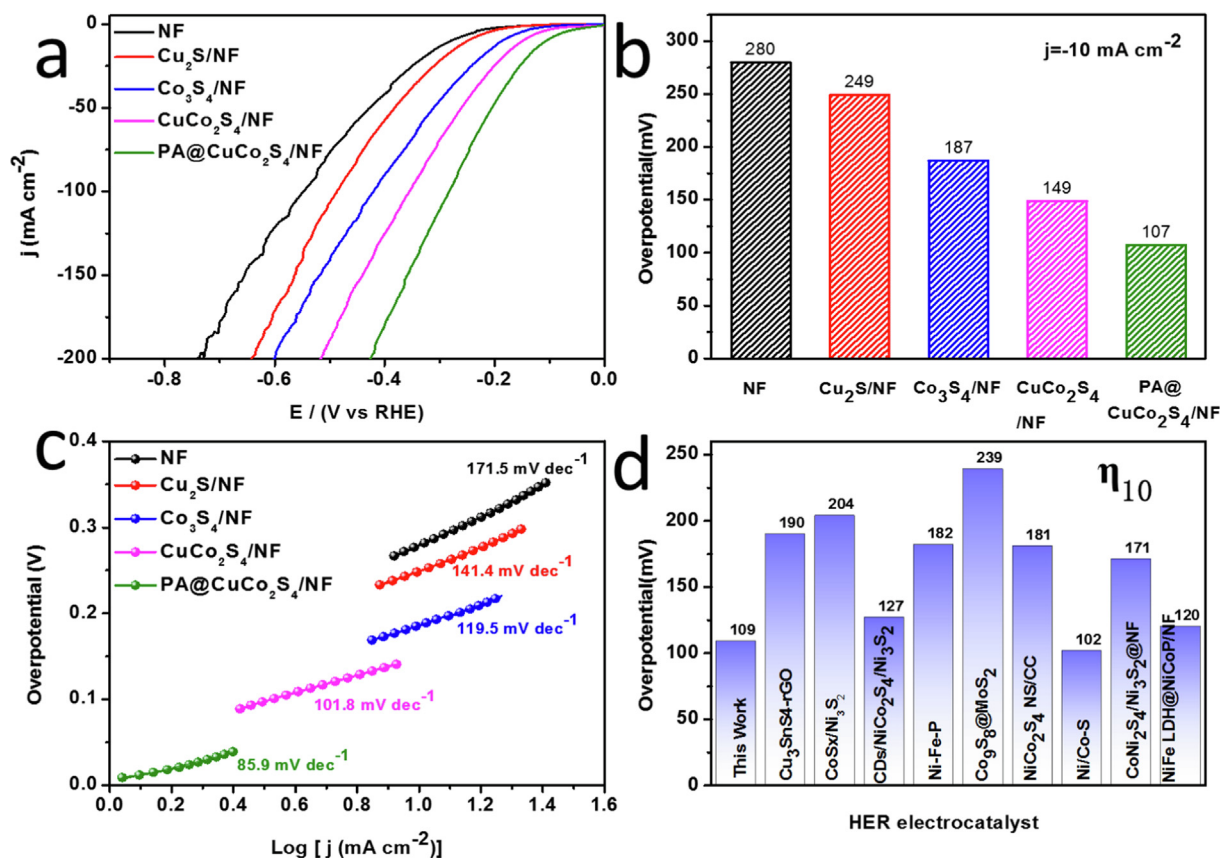 a
NF
Cu₂S/NF
Co₃S₄/NF
CuCo₂S₄/NF
PA@CuCo₂S₄/NF
0
-50
-100
-150
-200
j (mA cm⁻²)
-0.8
-0.6
-0.4
-0.2
0.0
E / (V vs RHE)
b
j=-10 mA cm⁻²
300
250
200
150
100
50
0
Overpotential(mV)
280
249
187
149
107
NF
Cu₂S/NF
Co₃S₄/NF
CuCo₂S₄
/NF
PA@
CuCo₂S₄/NF
c
NF
Cu₂S/NF
Co₃S₄/NF
CuCo₂S₄/NF
PA@CuCo₂S₄/NF
171.5 mV dec⁻¹
141.4 mV dec⁻¹
119.5 mV dec⁻¹
101.8 mV dec⁻¹
85.9 mV dec⁻¹
0.4
0.3
0.2
0.1
0.0
Overpotential (V)
0.0
0.2
0.4
0.6
0.8
1.0
1.2
1.4
1.6
Log [ j (mA cm⁻²)]
d
η₁₀
250
200
150
100
50
0
Overpotential(mV)
109
190
204
127
182
239
181
102
171
120
This Work
Cu₃SnS4-rGO
CoSx/Ni₃S₂
CDs/NiCo₂S₄/Ni₃S₂
Ni-Fe-P
Co₉S₈@MoS₂
NiCo₂S₄ NS/CC
Ni/Co-S
CoNi₂S₄/Ni₃S₂@NF
NiFe LDH@NiCoP/NF
HER electrocatalyst